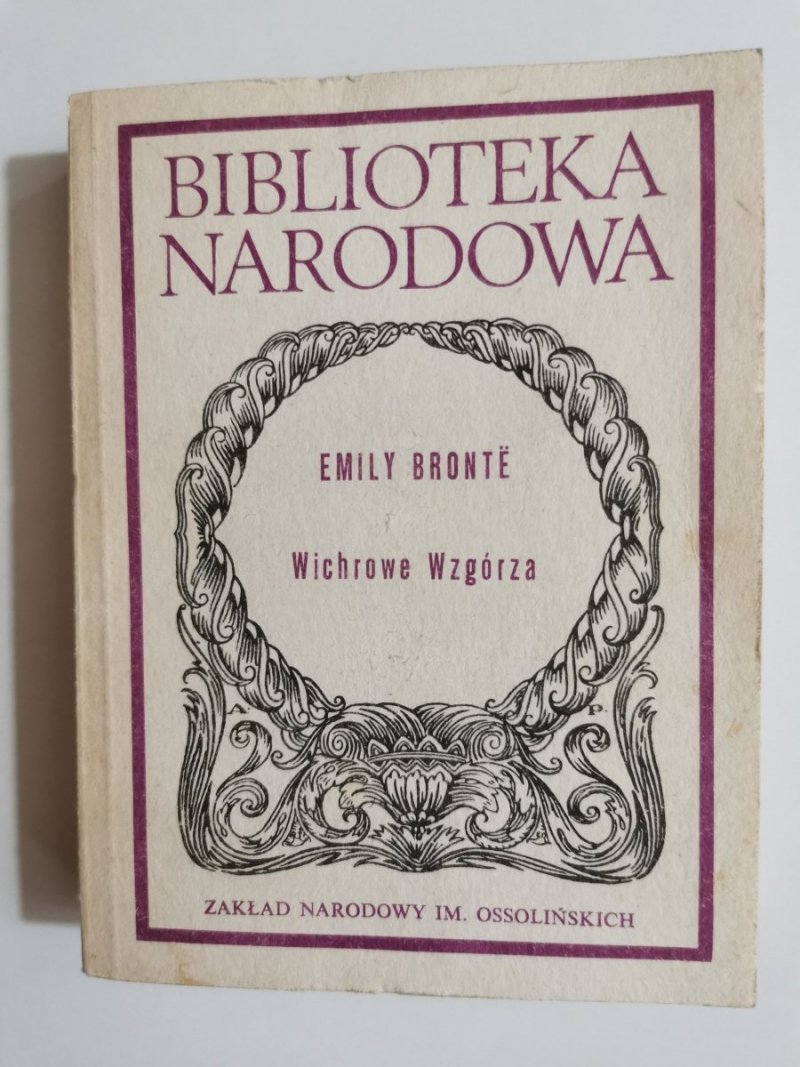 BIBLIOTEKA
NARODOWA
EMILY BRONTË
Wichrowe Wzgórza
A P.
ZAKŁAD NARODOWY IM. OSSOLIŃSKICH